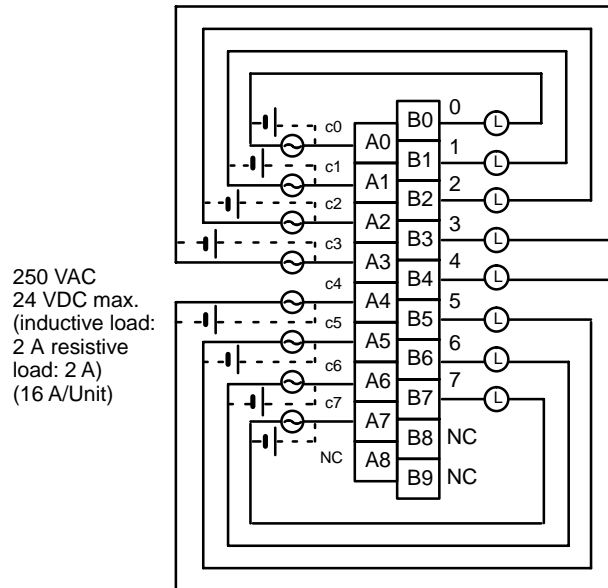 0
c0
B0
L
A0
1
c1
B1
L
A1
2
c2
B2
L
A2
3
c3
B3
L
A3
4
c4
B4
L
A4
5
c5
B5
L
A5
6
c6
B6
L
A6
7
c7
B7
L
A7
B8 NC
NC
A8
B9 NC
250 VAC
24 VDC max.
(inductive load:
2 A resistive
load: 2 A)
(16 A/Unit)